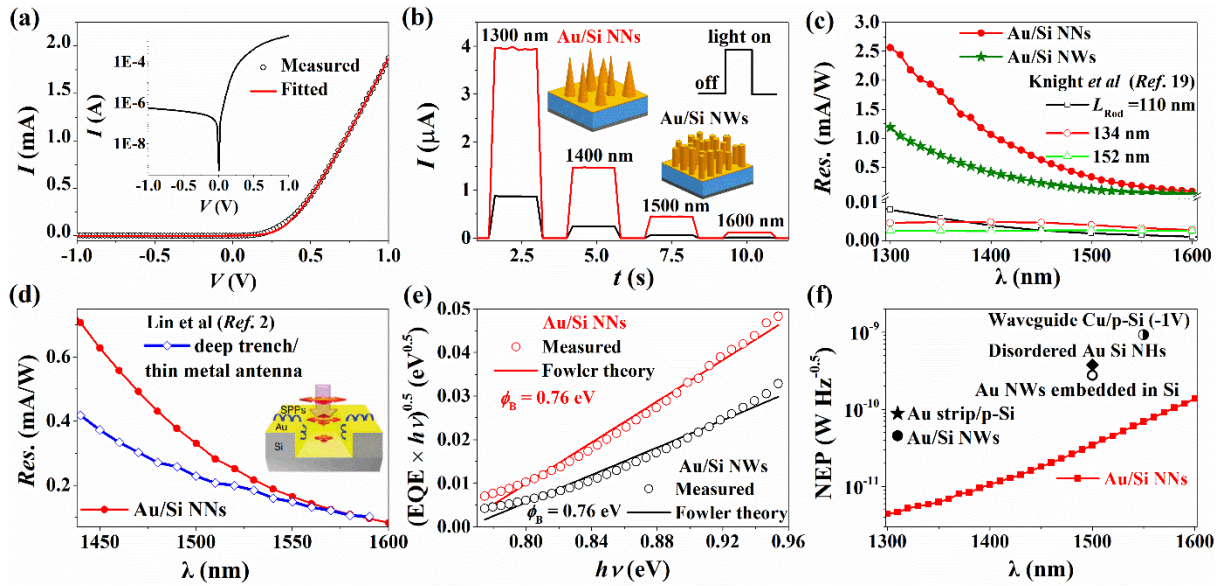 (a)
2.0
1.5
1.0
0.5
0.0
I (mA)
-1.0
-0.5
0.0
0.5
1.0
V (V)
1E-4
1E-6
1E-8
I (A)
-1.0
-0.5
0.0
0.5
1.0
V (V)
Measured
Fitted
(b)
4
3
2
1
0
I (μA)
1300 nm
Au/Si NNs
light on
off
Au/Si NWs
1400 nm
1500 nm
1600 nm
2.5
5.0
7.5
10.0
t (s)
(c)
3.0
2.5
2.0
1.5
1.0
0.5
0.01
0.00
Res. (mA/W)
Au/Si NNs
Au/Si NWs
Knight et al (Ref. 19)
L_Rod =110 nm
134 nm
152 nm
1300
1400
1500
1600
λ (nm)
(d)
0.6
0.4
0.2
Res. (mA/W)
Lin et al (Ref. 2)
deep trench/
thin metal antenna
SPPs
Au
Si
Au/Si NNs
1450
1500
1550
1600
λ (nm)
(e)
0.05
0.04
0.03
0.02
0.01
0.00
(EQE × hν)^0.5 (eV^0.5)
Au/Si NNs
Measured
Fowler theory
ϕ_B = 0.76 eV
Au/Si NWs
Measured
Fowler theory
ϕ_B = 0.76 eV
0.80
0.84
0.88
0.92
0.96
hν (eV)
(f)
10^-9
10^-10
10^-11
NEP (W Hz^-0.5)
Waveguide Cu/p-Si (-1V)
Disordered Au Si NHs
Au NWs embedded in Si
Au strip/p-Si
Au/Si NWs
Au/Si NNs
1300
1400
1500
1600
λ (nm)